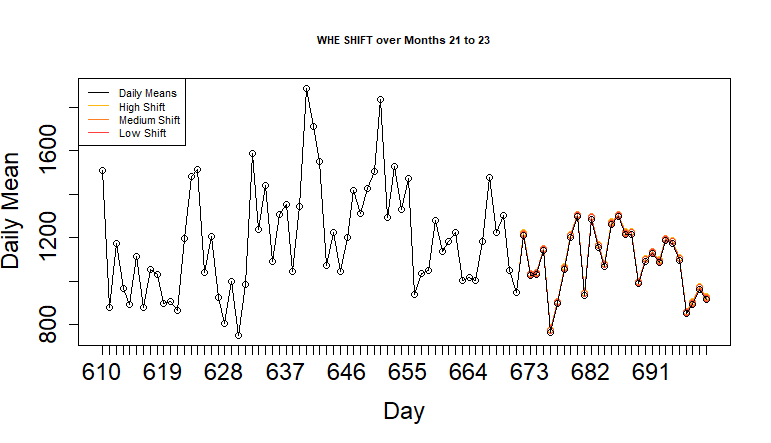 WHE SHIFT over Months 21 to 23
Daily Means
High Shift
Medium Shift
Low Shift
Daily Mean
1600
1200
800
610 619 628 637 646 655 664 673 682 691
Day